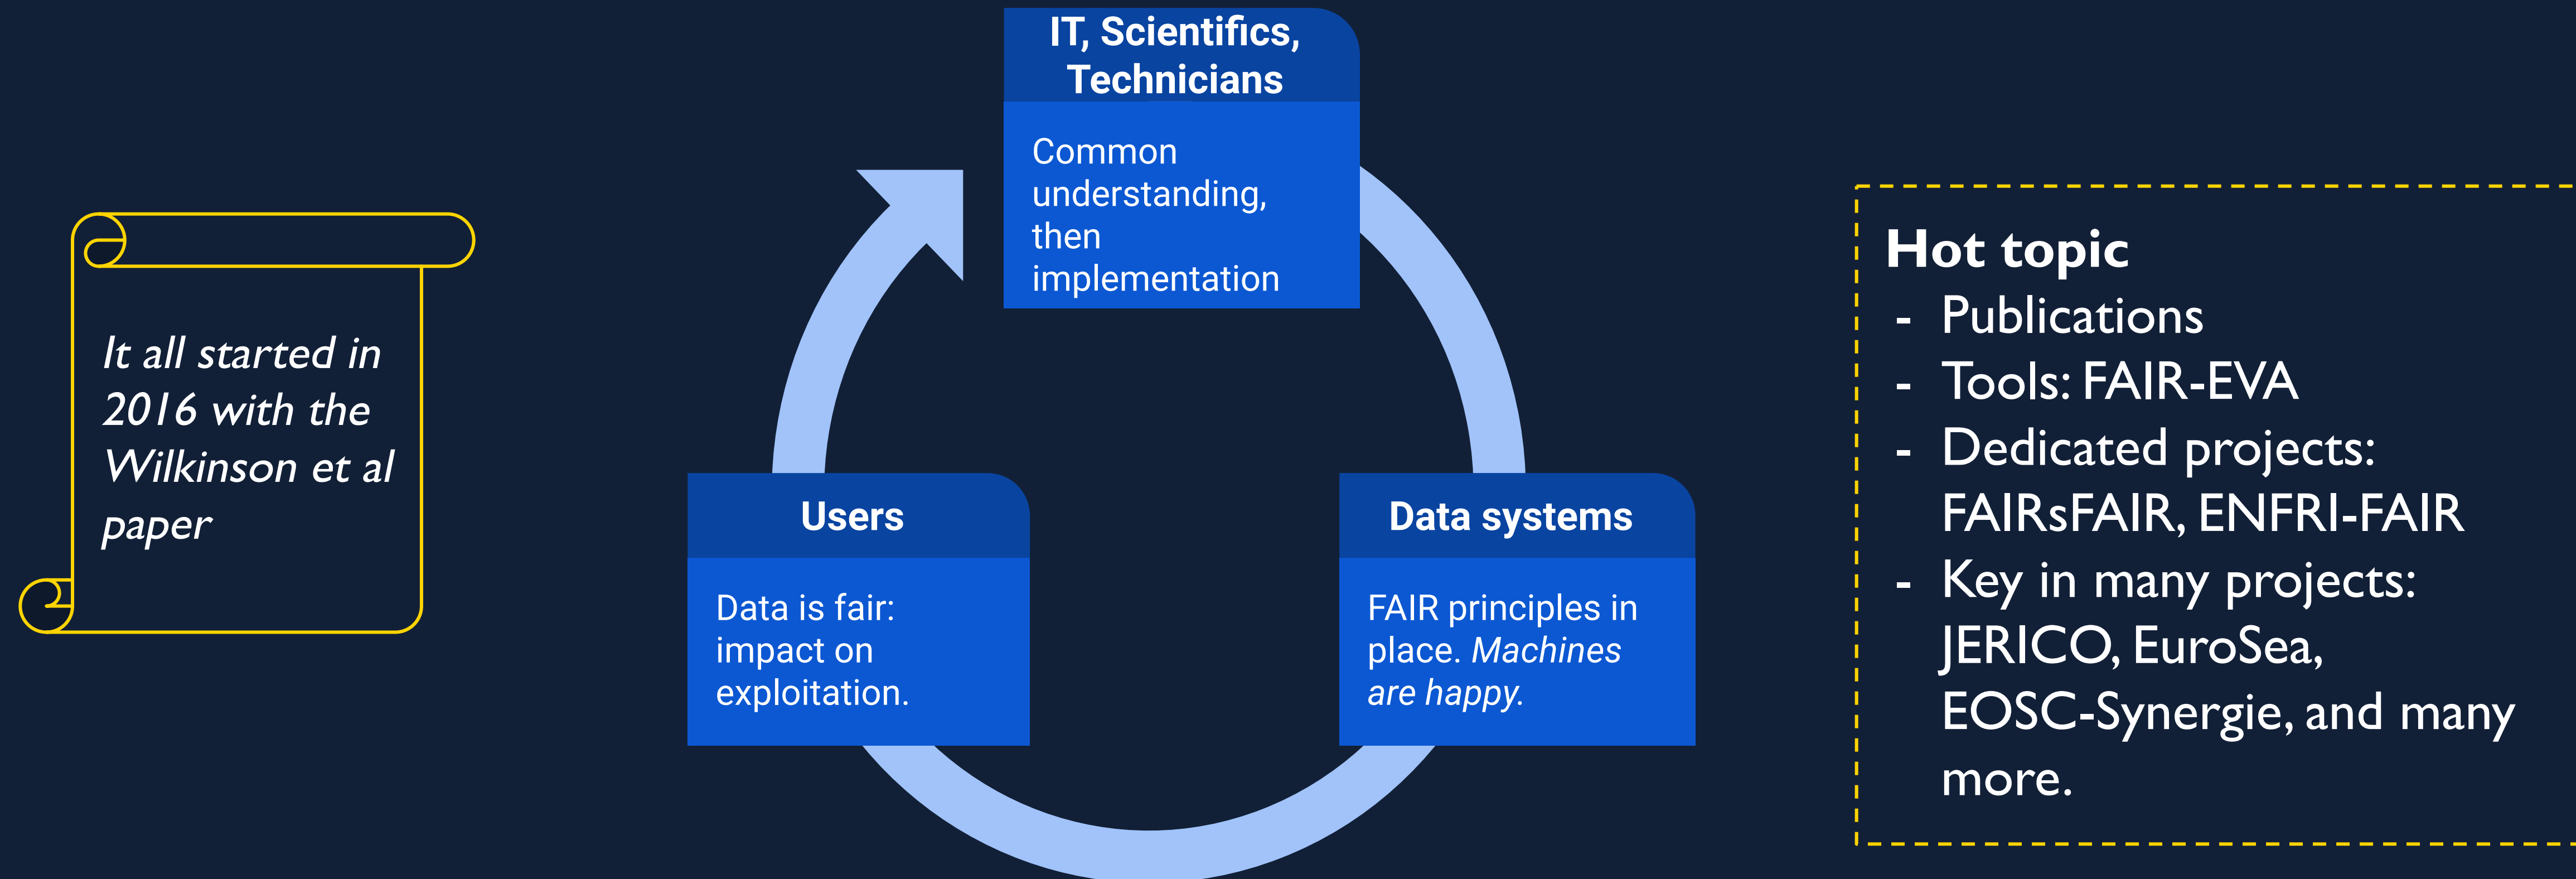 It all started in
2016 with the
Wilkinson et al
paper
IT, Scientifics,
Technicians
Common
understanding,
then
implementation
Users
Data is fair:
impact on
exploitation.
Data systems
FAIR principles in
place. Machines
are happy.
Hot topic
- Publications
- Tools: FAIR-EVA
- Dedicated projects:
FAIRsFAIR, ENFRI-FAIR
- Key in many projects:
JERICO, EuroSea,
EOSC-Synergie, and many
more.